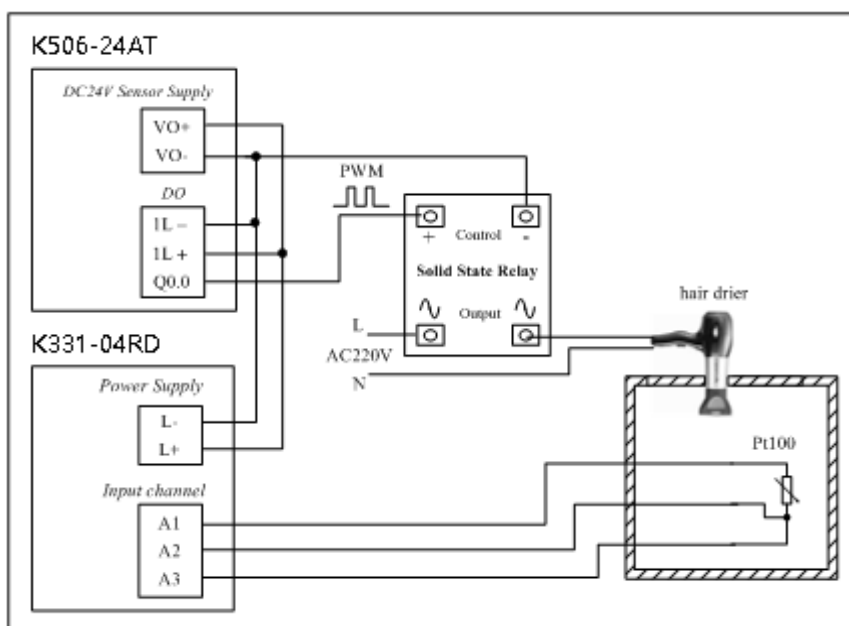 K506-24AT
DC24V Sensor Supply
VO+
VO-
DO
1L -
1L +
Q0.0
PWM
+ Control -
Solid State Relay
Output
L
AC220V
N
hair drier
K331-04RD
Power Supply
L-
L+
Input channel
A1
A2
A3
Pt100